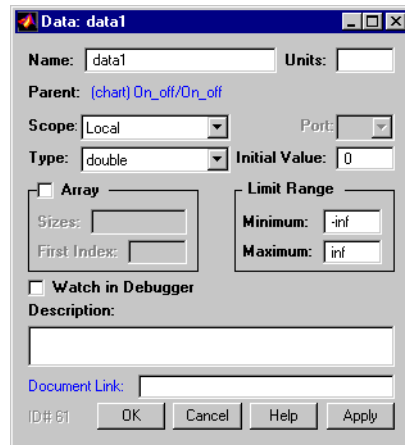 Data: data1
Name: data1 Units:
Parent: (chart) On_off/On_off
Scope: Local Port:
Type: double Initial Value: 0
Array Limit Range
Sizes: Minimum: -inf
First Index: Maximum: inf
Watch in Debugger
Description:
Document Link:
ID# 61 OK Cancel Help Apply